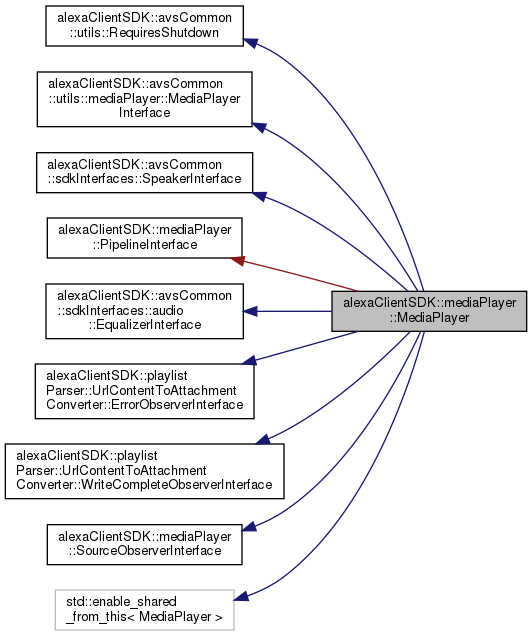 alexaClientSDK::avsCommon
::utils::RequiresShutdown
alexaClientSDK::avsCommon
::utils::mediaPlayer::MediaPlayer
Interface
alexaClientSDK::avsCommon
::sdkInterfaces::SpeakerInterface
alexaClientSDK::mediaPlayer
::PipelineInterface
alexaClientSDK::avsCommon
::sdkInterfaces::audio
::EqualizerInterface
alexaClientSDK::mediaPlayer
::MediaPlayer
alexaClientSDK::playlist
Parser::UrlContentToAttachment
Converter::ErrorObserverInterface
alexaClientSDK::playlist
Parser::UrlContentToAttachment
Converter::WriteCompleteObserverInterface
alexaClientSDK::mediaPlayer
::SourceObserverInterface
std::enable_shared
_from_this< MediaPlayer >